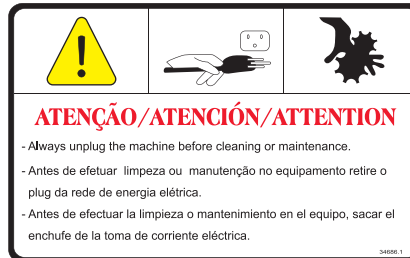 ATENÇÃO/ATENCIÓN/ATTENTION
- Always unplug the machine before cleaning or maintenance.
- Antes de efetuar limpeza ou manutenção no equipamento retire o
plug da rede de energia elétrica.
- Antes de efectuar la limpieza o mantenimiento en el equipo, sacar el
enchufe de la toma de corriente eléctrica.
34686.1